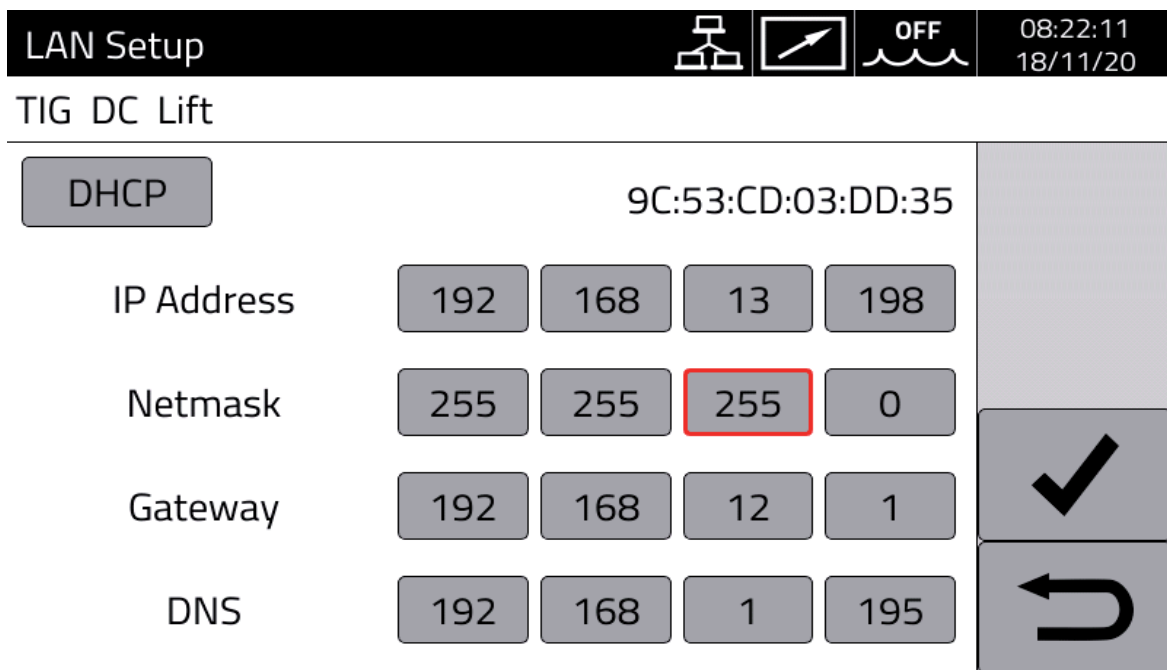 LAN Setup
OFF
08:22:11
18/11/20
TIG DC Lift
DHCP
9C:53:CD:03:DD:35
IP Address 192 168 13 198
Netmask 255 255 255 0
Gateway 192 168 12 1
DNS 192 168 1 195